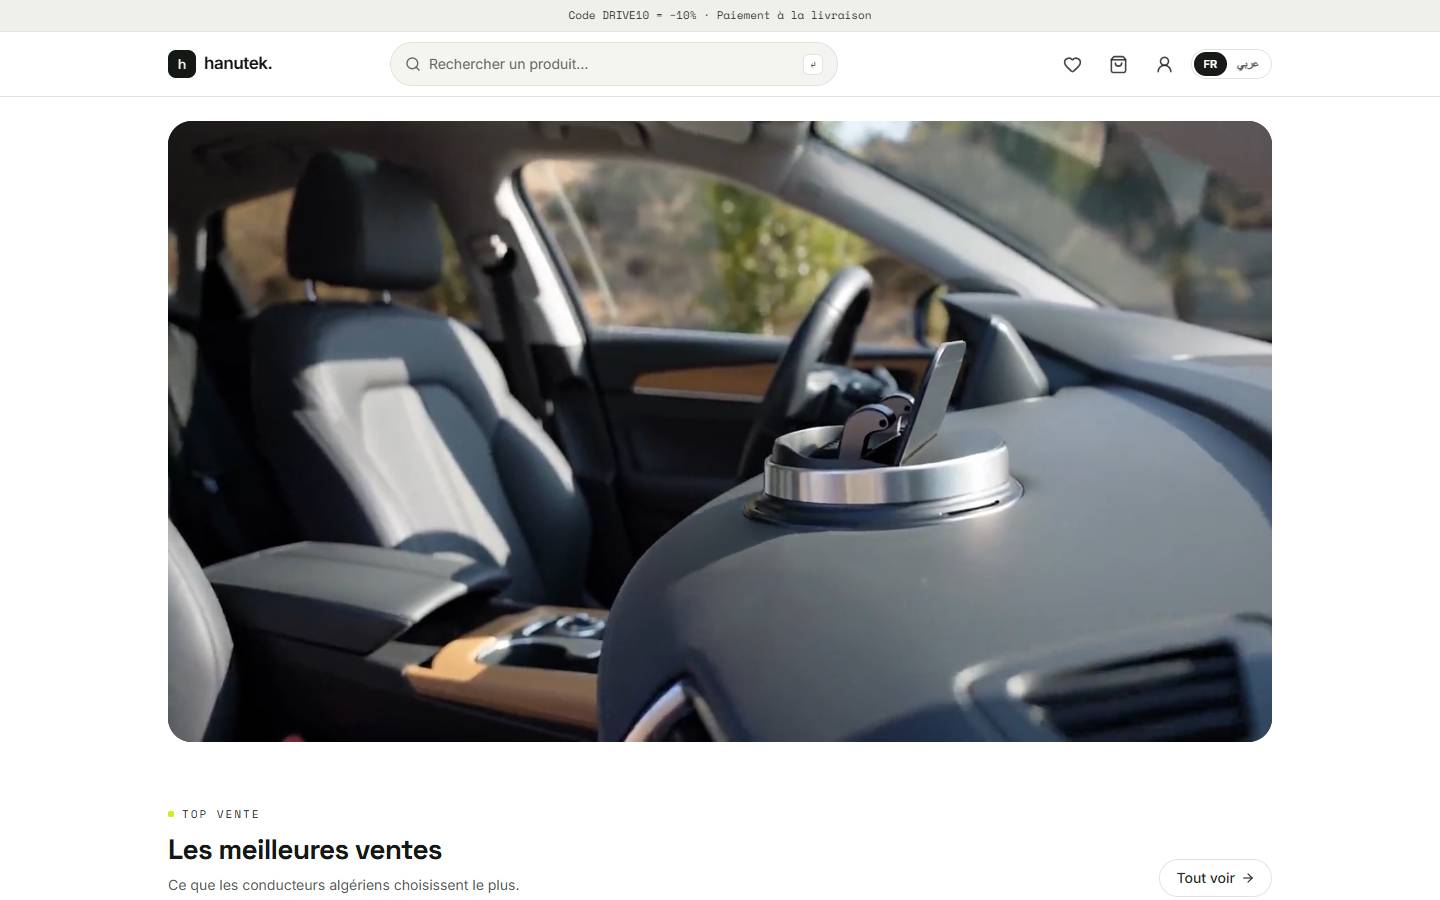 Code DRIVE10 = −10% · Paiement à la livraison
h hanutek.
Rechercher un produit...
FR عربي
TOP VENTE
Les meilleures ventes
Ce que les conducteurs algériens choisissent le plus.
Tout voir →